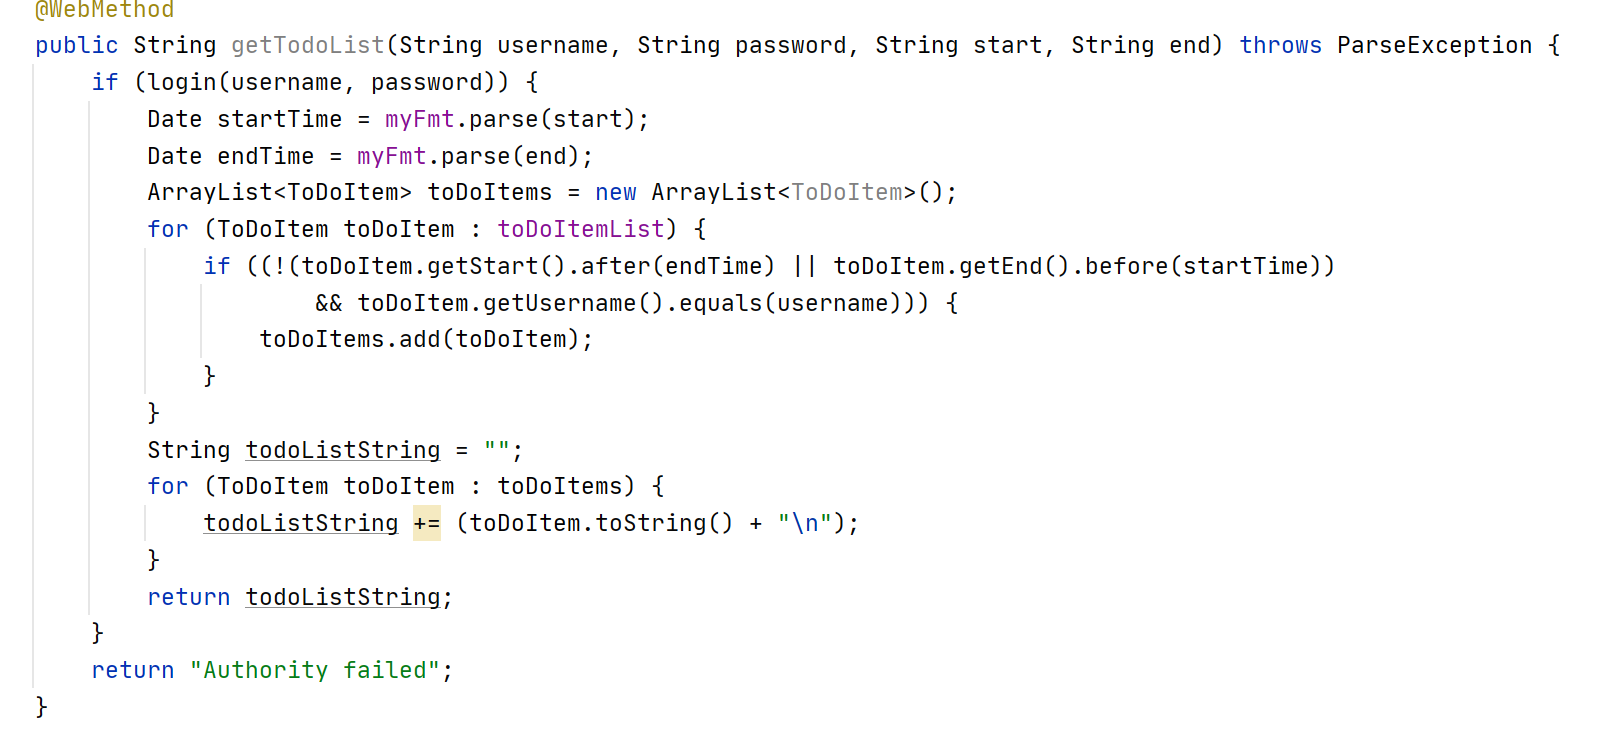 @WebMethod
public String getTodoList(String username, String password, String start, String end) throws ParseException {
    if (login(username, password)) {
        Date startTime = myFmt.parse(start);
        Date endTime = myFmt.parse(end);
        ArrayList<ToDoItem> toDoItems = new ArrayList<ToDoItem>();
        for (ToDoItem toDoItem : toDoItemList) {
            if ((!(toDoItem.getStart().after(endTime) || toDoItem.getEnd().before(startTime))
                    && toDoItem.getUsername().equals(username))) {
                toDoItems.add(toDoItem);
            }
        }
        String todoListString = "";
        for (ToDoItem toDoItem : toDoItems) {
            todoListString += (toDoItem.toString() + "\n");
        }
        return todoListString;
    }
    return "Authority failed";
}